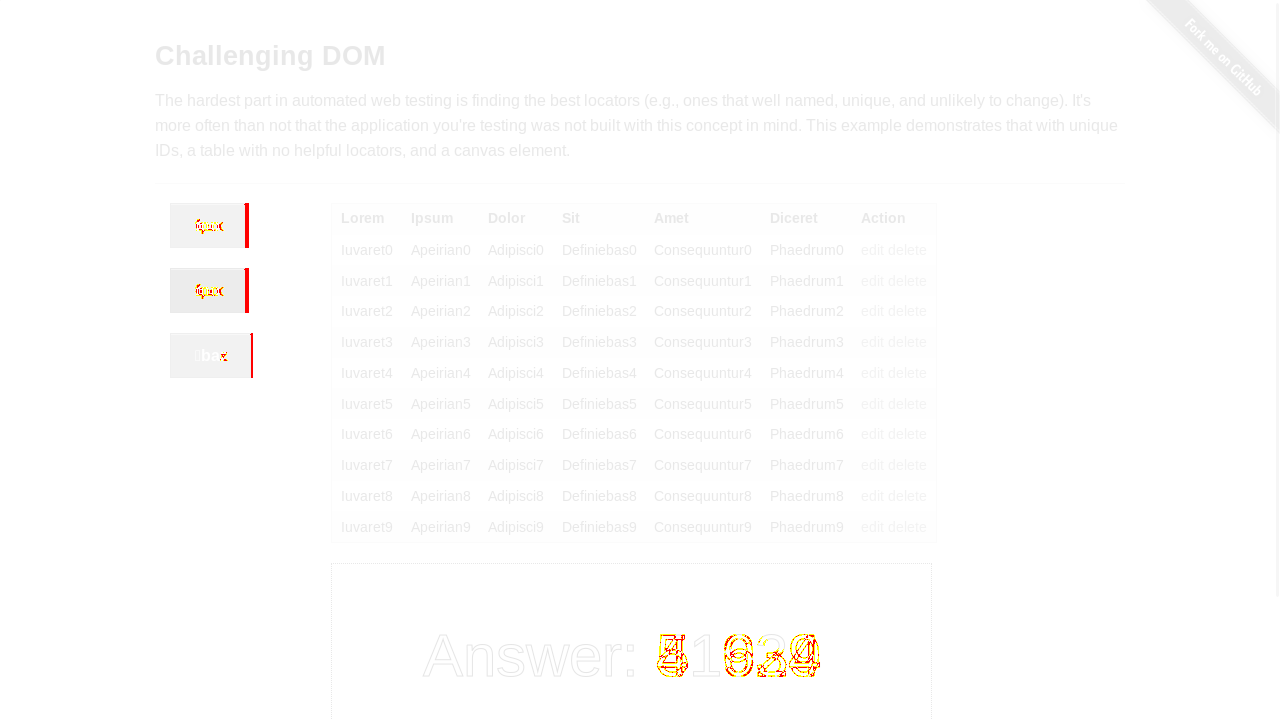 Fork me on GitHub
Challenging DOM
The hardest part in automated web testing is finding the best locators (e.g., ones that well named, unique, and unlikely to change). It's
more often than not that the application you're testing was not built with this concept in mind. This example demonstrates that with unique
IDs, a table with no helpful locators, and a canvas element.
Lorem Ipsum Dolor Sit Amet Diceret Action
Iuvaret0 Apeirian0 Adipisci0 Definiebas0 Consequuntur0 Phaedrum0 edit delete
Iuvaret1 Apeirian1 Adipisci1 Definiebas1 Consequuntur1 Phaedrum1 edit delete
Iuvaret2 Apeirian2 Adipisci2 Definiebas2 Consequuntur2 Phaedrum2 edit delete
Iuvaret3 Apeirian3 Adipisci3 Definiebas3 Consequuntur3 Phaedrum3 edit delete
Iuvaret4 Apeirian4 Adipisci4 Definiebas4 Consequuntur4 Phaedrum4 edit delete
Iuvaret5 Apeirian5 Adipisci5 Definiebas5 Consequuntur5 Phaedrum5 edit delete
Iuvaret6 Apeirian6 Adipisci6 Definiebas6 Consequuntur6 Phaedrum6 edit delete
Iuvaret7 Apeirian7 Adipisci7 Definiebas7 Consequuntur7 Phaedrum7 edit delete
Iuvaret8 Apeirian8 Adipisci8 Definiebas8 Consequuntur8 Phaedrum8 edit delete
Iuvaret9 Apeirian9 Adipisci9 Definiebas9 Consequuntur9 Phaedrum9 edit delete
Answer: